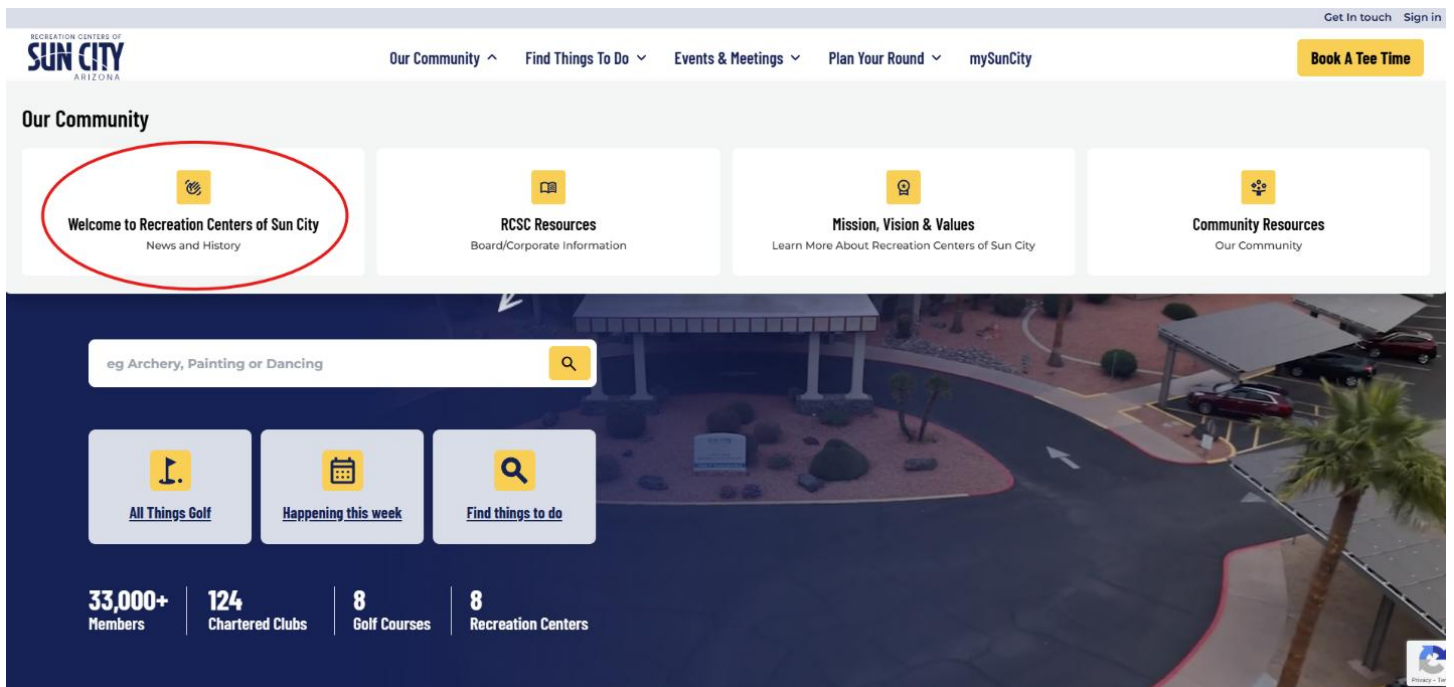 Get In touch Sign in
RECREATION CENTERS OF
SUN CITY
ARIZONA
Our Community Find Things To Do Events & Meetings Plan Your Round mySunCity
Book A Tee Time
Our Community
Welcome to Recreation Centers of Sun City
News and History
RCSC Resources
Board/Corporate Information
Mission, Vision & Values
Learn More About Recreation Centers of Sun City
Community Resources
Our Community
eg Archery, Painting or Dancing
All Things Golf
Happening this week
Find things to do
33,000+
Members
124
Chartered Clubs
8
Golf Courses
8
Recreation Centers